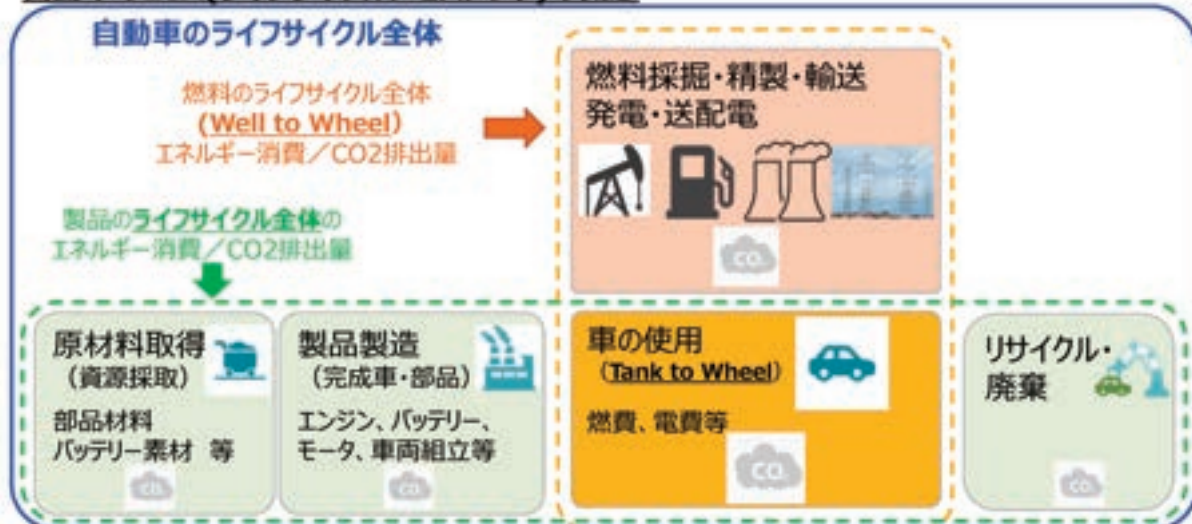 自動車のライフサイクル全体
燃料のライフサイクル全体
(Well to Wheel)
エネルギー消費/CO2排出量
製品のライフサイクル全体の
エネルギー消費/CO2排出量
燃料採掘・精製・輸送
発電・送配電
CO₂
原材料取得
(資源採取)
部品材料
バッテリー素材 等
CO₂
製品製造
(完成車・部品)
エンジン、バッテリー、
モータ、車両組立等
CO₂
車の使用
(Tank to Wheel)
燃費、電費等
CO₂
リサイクル・
廃棄
CO₂